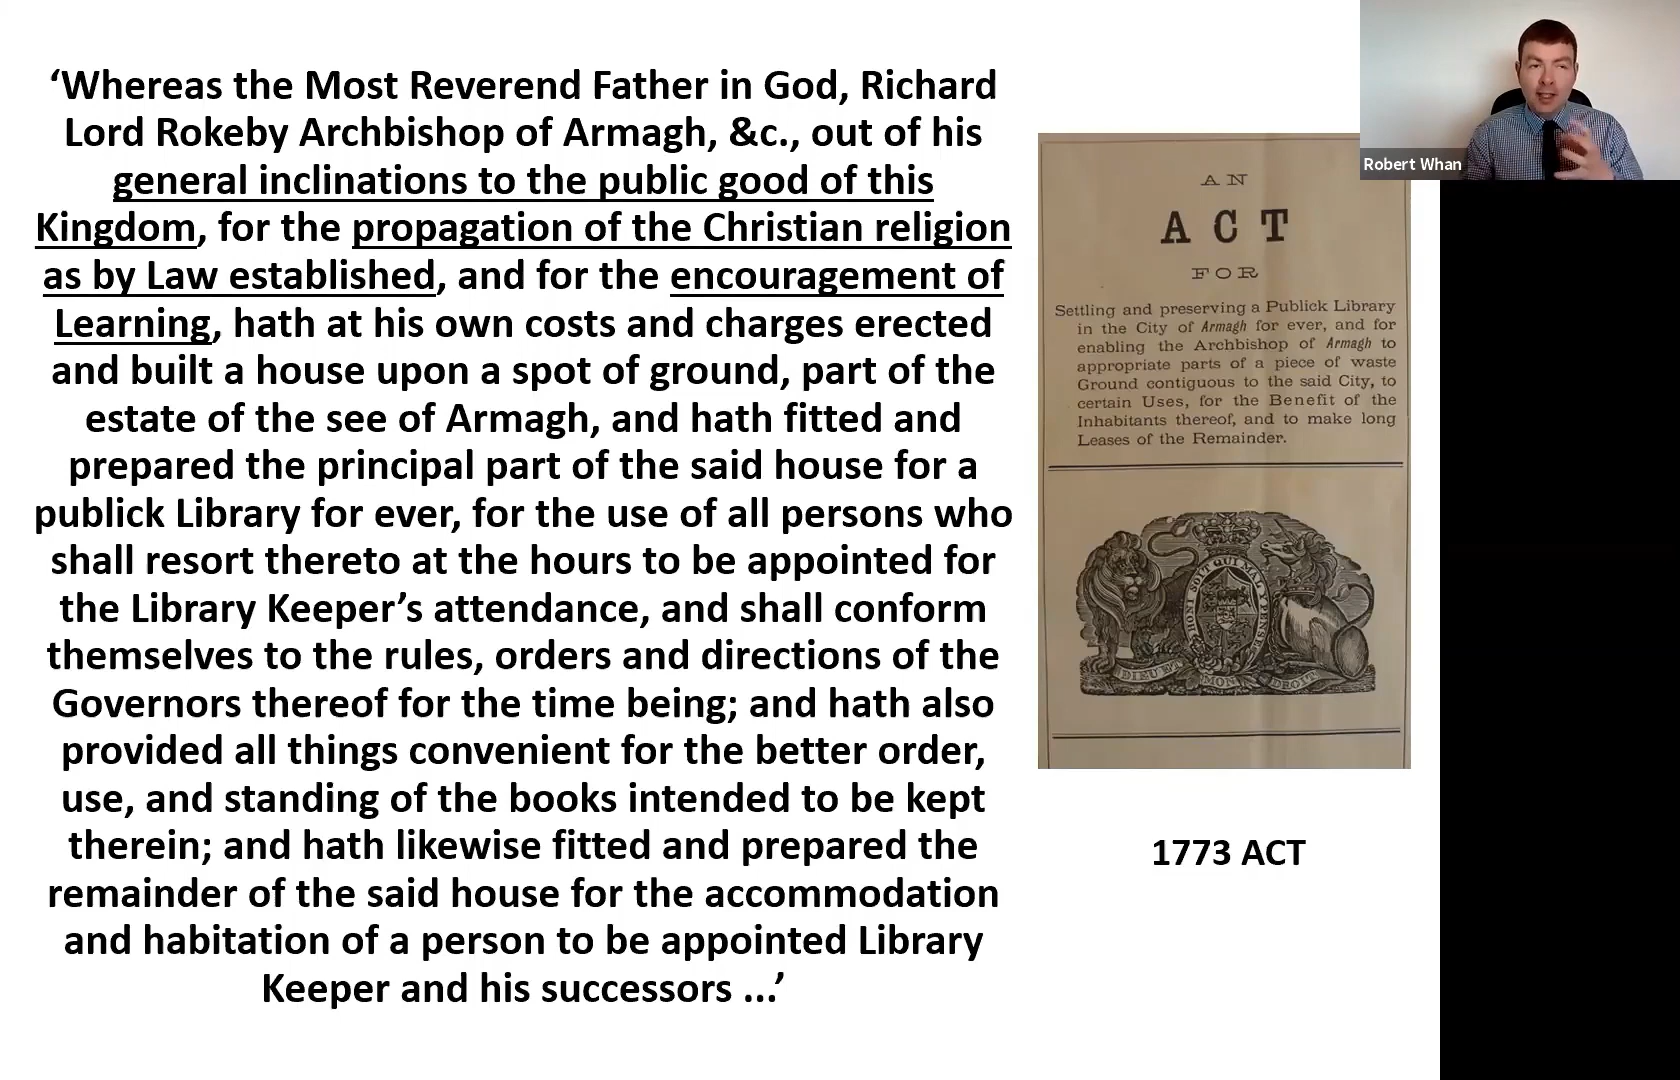 ‘Whereas the Most Reverend Father in God, Richard
Lord Rokeby Archbishop of Armagh, &c., out of his
general inclinations to the public good of this
Kingdom, for the propagation of the Christian religion
as by Law established, and for the encouragement of
Learning, hath at his own costs and charges erected
and built a house upon a spot of ground, part of the
estate of the see of Armagh, and hath fitted and
prepared the principal part of the said house for a
publick Library for ever, for the use of all persons who
shall resort thereto at the hours to be appointed for
the Library Keeper’s attendance, and shall conform
themselves to the rules, orders and directions of the
Governors thereof for the time being; and hath also
provided all things convenient for the better order,
use, and standing of the books intended to be kept
therein; and hath likewise fitted and prepared the
remainder of the said house for the accommodation
and habitation of a person to be appointed Library
Keeper and his successors ...’
Robert Whan
AN
ACT
FOR
Settling and preserving a Publick Library
in the City of Armagh for ever, and for
enabling the Archbishop of Armagh to
appropriate parts of a piece of waste
Ground contiguous to the said City, to
certain Uses, for the Benefit of the
Inhabitants thereof, and to make long
Leases of the Remainder.
HONI SOIT QUI MAL Y PENSE
DIEU ET MON DROIT
1773 ACT